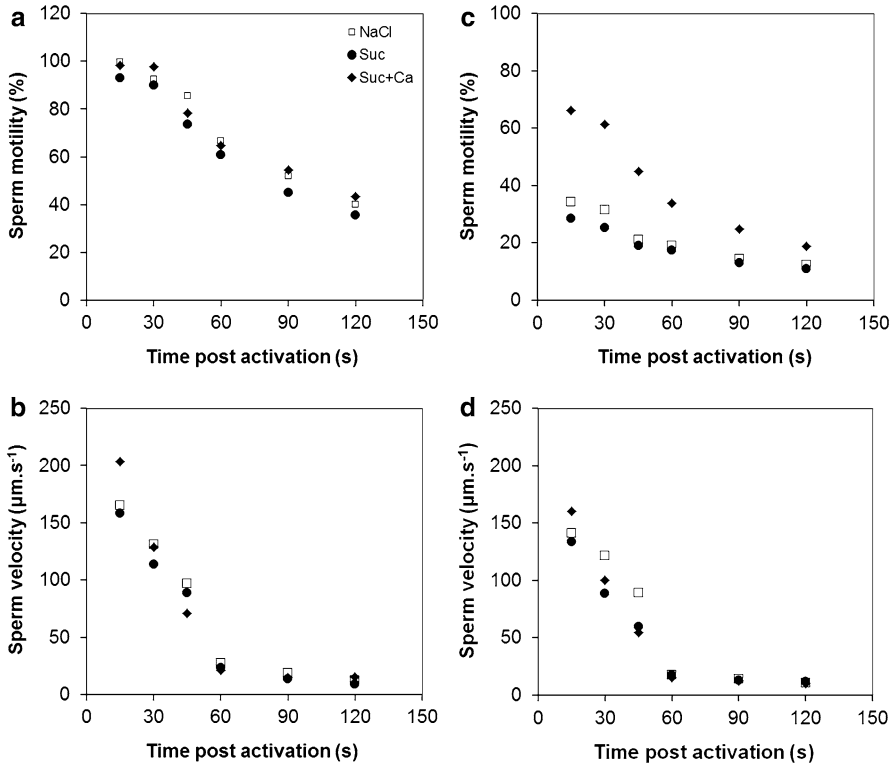 a
Sperm motility (%)
120
100
80
60
40
20
0
NaCl
Suc
Suc+Ca
0 30 60 90 120 150
Time post activation (s)
c
Sperm motility (%)
100
80
60
40
20
0
0 30 60 90 120 150
Time post activation (s)
b
Sperm velocity (µm.s-1)
250
200
150
100
50
0
0 30 60 90 120 150
Time post activation (s)
d
Sperm velocity (µm.s-1)
250
200
150
100
50
0
0 30 60 90 120 150
Time post activation (s)